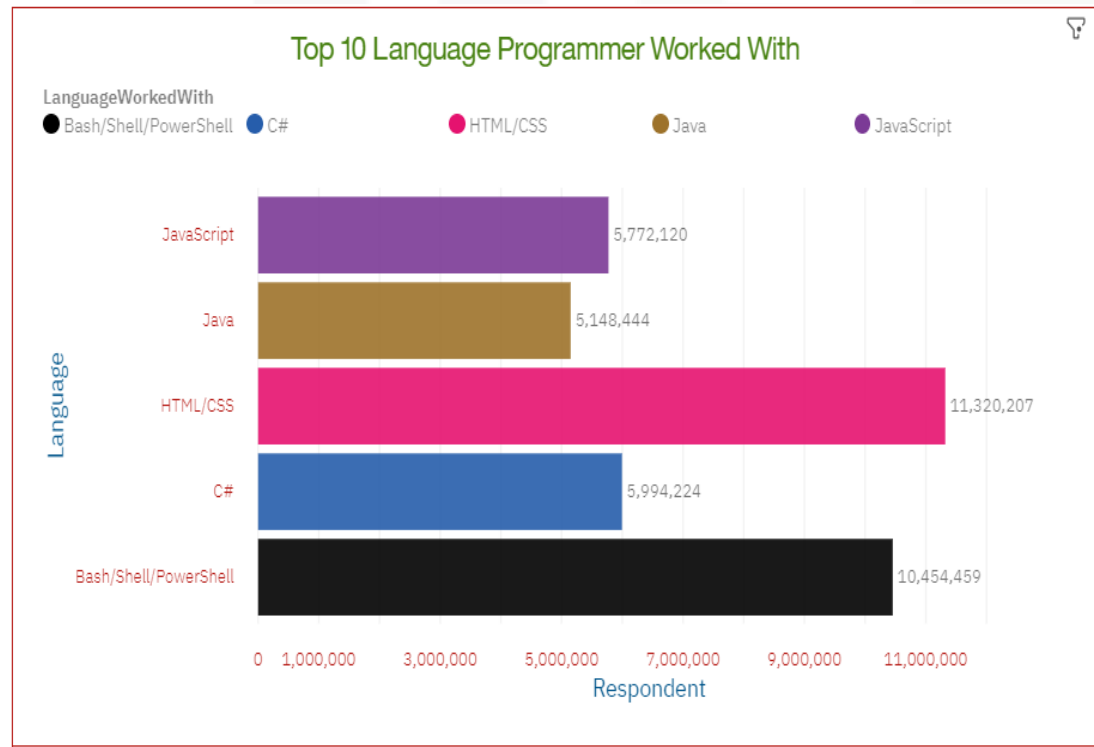 Top 10 Language Programmer Worked With
LanguageWorkedWith
Bash/Shell/PowerShell C# HTML/CSS Java JavaScript
JavaScript 5,772,120
Java 5,148,444
HTML/CSS 11,320,207
C# 5,994,224
Bash/Shell/PowerShell 10,454,459
Language
0 1,000,000 3,000,000 5,000,000 7,000,000 9,000,000 11,000,000
Respondent